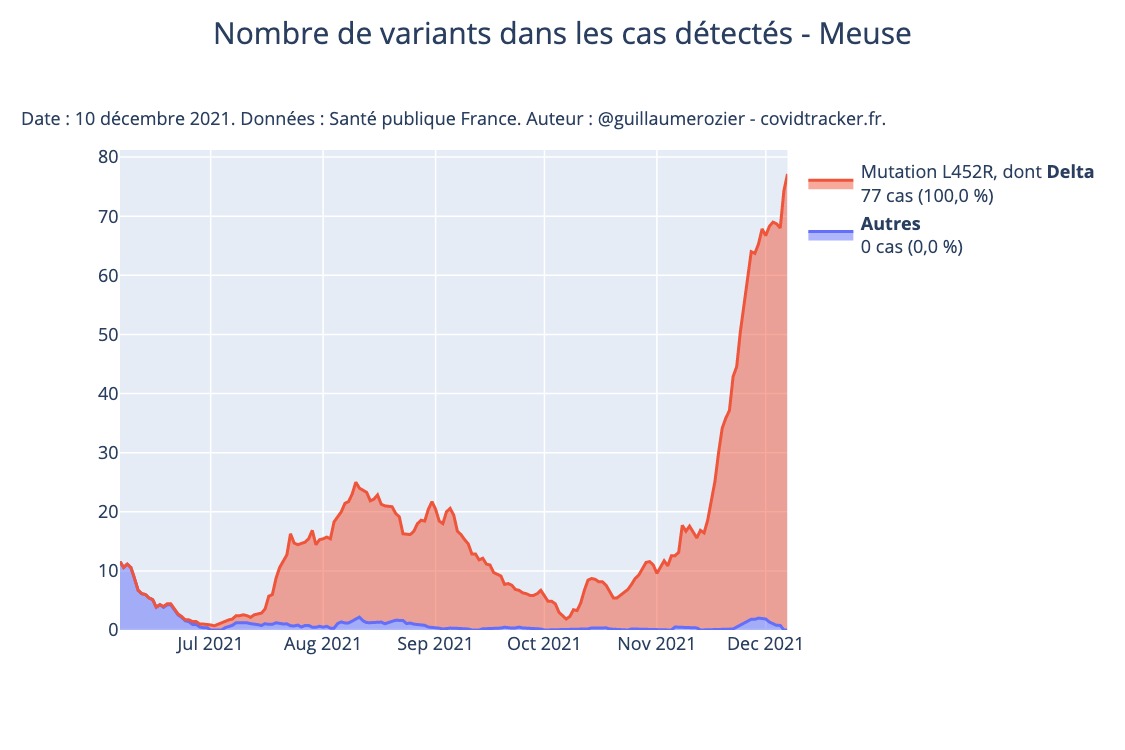 Nombre de variants dans les cas détectés - Meuse
Date : 10 décembre 2021. Données : Santé publique France. Auteur : @guillaumerozier - covidtracker.fr.
80
70
60
50
40
30
20
10
0
Jul 2021
Aug 2021
Sep 2021
Oct 2021
Nov 2021
Dec 2021
Mutation L452R, dont Delta
77 cas (100,0 %)
Autres
0 cas (0,0 %)